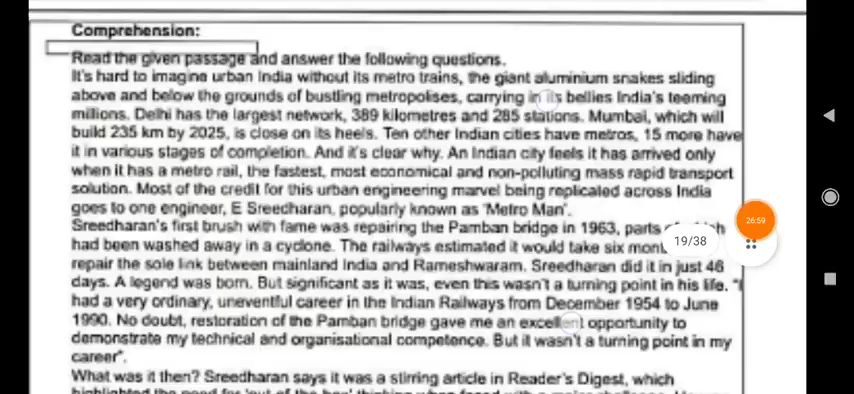 Comprehension:
Read the given passage and answer the following questions.
It's hard to imagine urban India without its metro trains, the giant aluminium snakes sliding
above and below the grounds of bustling metropolises, carrying in its bellies India's teeming
millions. Delhi has the largest network, 389 kilometres and 285 stations. Mumbai, which will
build 235 km by 2025, is close on its heels. Ten other Indian cities have metros, 15 more have
it in various stages of completion. And it's clear why. An Indian city feels it has arrived only
when it has a metro rail, the fastest, most economical and non-polluting mass rapid transport
solution. Most of the credit for this urban engineering marvel being replicated across India
goes to one engineer, E Sreedharan, popularly known as 'Metro Man'.
26:59
Sreedharan's first brush with fame was repairing the Pamban bridge in 1963, parts
19/38
had been washed away in a cyclone. The railways estimated it would take six
repair the sole link between mainland India and Rameshwaram. Sreedharan did it in just 46
days. A legend was born. But significant as it was, even this wasn't a turning point in his life. "I
had a very ordinary, uneventful career in the Indian Railways from December 1954 to June
1990. No doubt, restoration of the Pamban bridge gave me an excellent opportunity to
demonstrate my technical and organisational competence. But it wasn't a turning point in my
career".
What was it then? Sreedharan says it was a stirring article in Reader's Digest, which